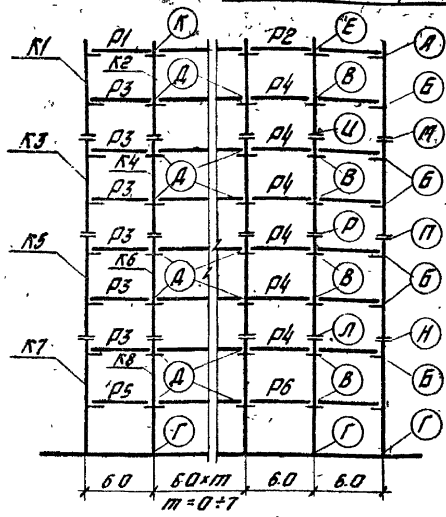 К Е А
Р1 Р2
К1 К2 Д В Б
Р3 Р4
И М
Р3 Р4
К3 К4 Д В Б
Р3 Р4
Р П
Р3 Р4
К5 К6 Д В Б
Р3 Р4
Л Н
Р3 Р4
К7 К8 Д В Б
Р5 Р6
Г Г Г
6.0 6.0×m 6.0 6.0
m = 0÷7